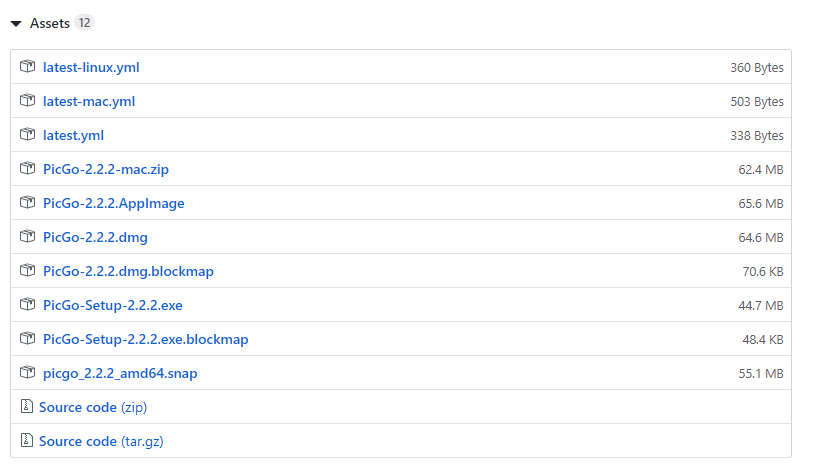 Assets 12
latest-linux.yml 360 Bytes
latest-mac.yml 503 Bytes
latest.yml 338 Bytes
PicGo-2.2.2-mac.zip 62.4 MB
PicGo-2.2.2.AppImage 65.6 MB
PicGo-2.2.2.dmg 64.6 MB
PicGo-2.2.2.dmg.blockmap 70.6 KB
PicGo-Setup-2.2.2.exe 44.7 MB
PicGo-Setup-2.2.2.exe.blockmap 48.4 KB
picgo_2.2.2_amd64.snap 55.1 MB
Source code (zip)
Source code (tar.gz)